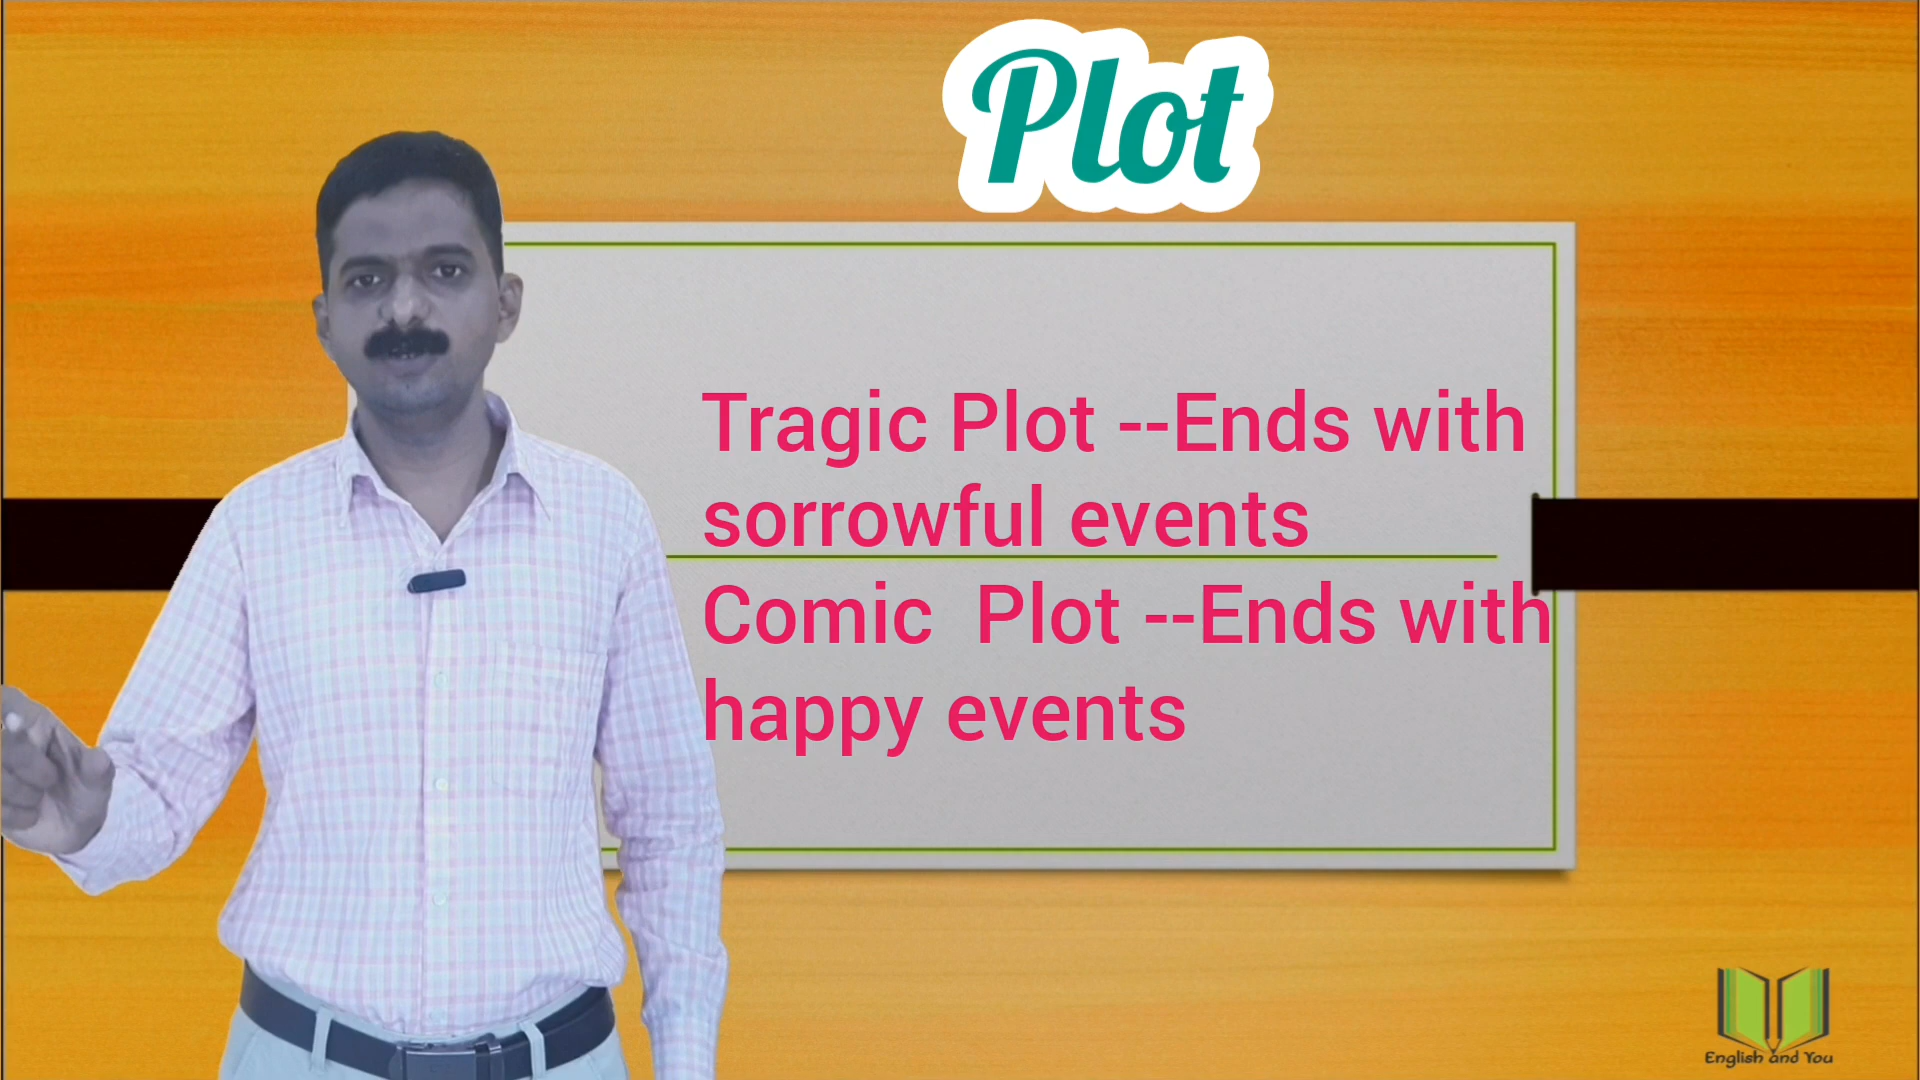 Plot
Tragic Plot --Ends with
sorrowful events
Comic  Plot --Ends with
happy events
English and You